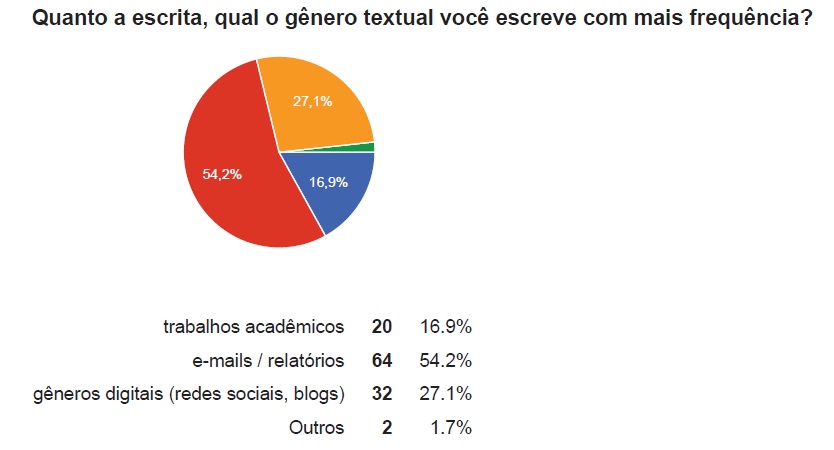 Quanto a escrita, qual o gênero textual você escreve com mais frequência?
27,1%
54,2%
16,9%
trabalhos acadêmicos 20 16.9%
e-mails / relatórios 64 54.2%
gêneros digitais (redes sociais, blogs) 32 27.1%
Outros 2 1.7%